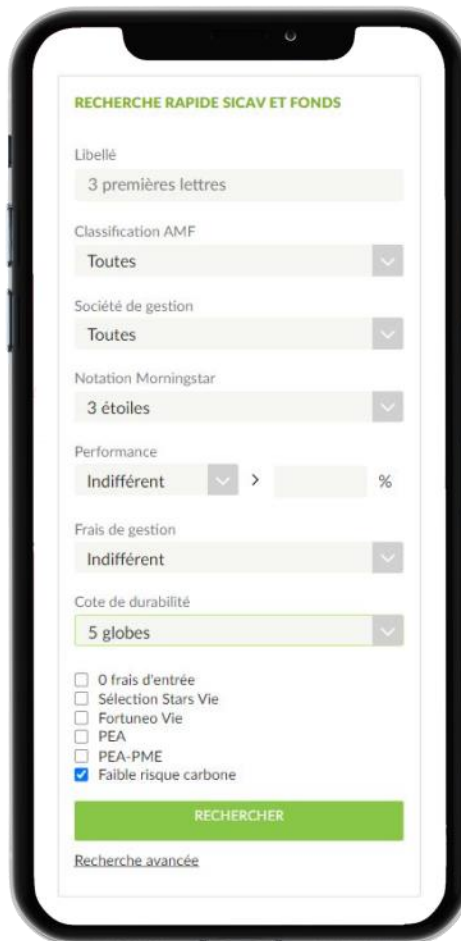 RECHERCHE RAPIDE SICAV ET FONDS
Libellé
3 premières lettres
Classification AMF
Toutes
Société de gestion
Toutes
Notation Morningstar
3 étoiles
Performance
Indifférent > %
Frais de gestion
Indifférent
Cote de durabilité
5 globes
0 frais d'entrée
Sélection Stars Vie
Fortuneo Vie
PEA
PEA-PME
Faible risque carbone
RECHERCHER
Recherche avancée